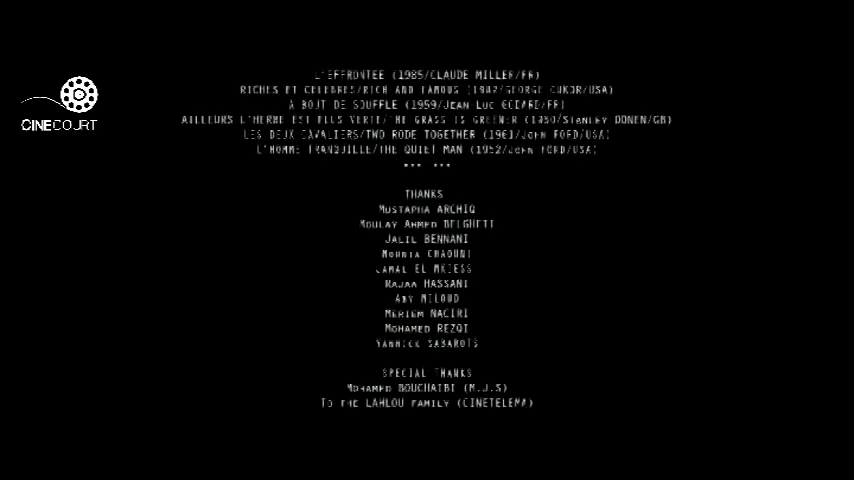 L'EFFRONTEE (1985/CLAUDE MILLER/FR)
RICHES ET CELEBRES/RICH AND FAMOUS (1982/GEORGE CUKOR/USA)
À BOUT DE SOUFFLE (1959/JEAN LUC GODARD/FR)
AILLEURS L'HERBE EST PLUS VERTE/THE GRASS IS GREENER (1960/STANLEY DONEN/GB)
LES DEUX CAVALIERS/TWO RODE TOGETHER (1961/JOHN FORD/USA)
L'HOMME TRANQUILLE/THE QUIET MAN (1952/JOHN FORD/USA)
*** ***
CINECOURT
THANKS
MUSTAPHA ARCHIQ
MOULAY AHMED BELGHETI
JALIL BENNANI
MOUNIA CHAOUNI
JAMAL EL MKIESS
RAJAA HASSANI
ABY MILOUD
MERIEM NACIRI
MOHAMED REZQI
YANNICK SABAROTS
SPECIAL THANKS
MOHAMED BOUCHAIBI (M.J.S)
TO THE LAHLOU FAMILY (CINETELEMA)